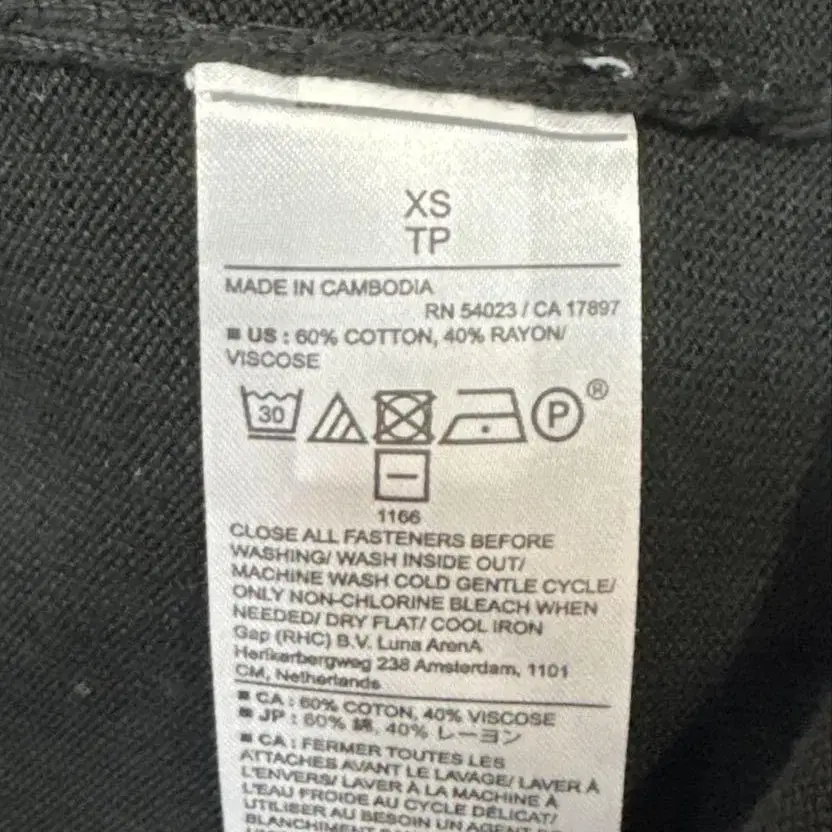 XS
TP
MADE IN CAMBODIA
RN 54023 / CA 17897
■ US : 60% COTTON, 40% RAYON/
VISCOSE
30 P ®
1166
CLOSE ALL FASTENERS BEFORE
WASHING/ WASH INSIDE OUT/
MACHINE WASH COLD GENTLE CYCLE/
ONLY NON-CHLORINE BLEACH WHEN
NEEDED/ DRY FLAT/ COOL IRON
Gap (RHC) B.V. Luna ArenA
Herikerbergweg 238 Amsterdam, 1101
CM, Netherlands
■ CA : 60% COTON, 40% VISCOSE
■ JP : 60% 綿, 40% レーヨン
■ CA : FERMER TOUTES LES
ATTACHES AVANT LE LAVAGE/ LAVER À
L'ENVERS/ LAVER À LA MACHINE À
L'EAU FROIDE AU CYCLE DÉLICAT/
UTILISER AU BESOIN UN AGENT
BLANCHIMENT